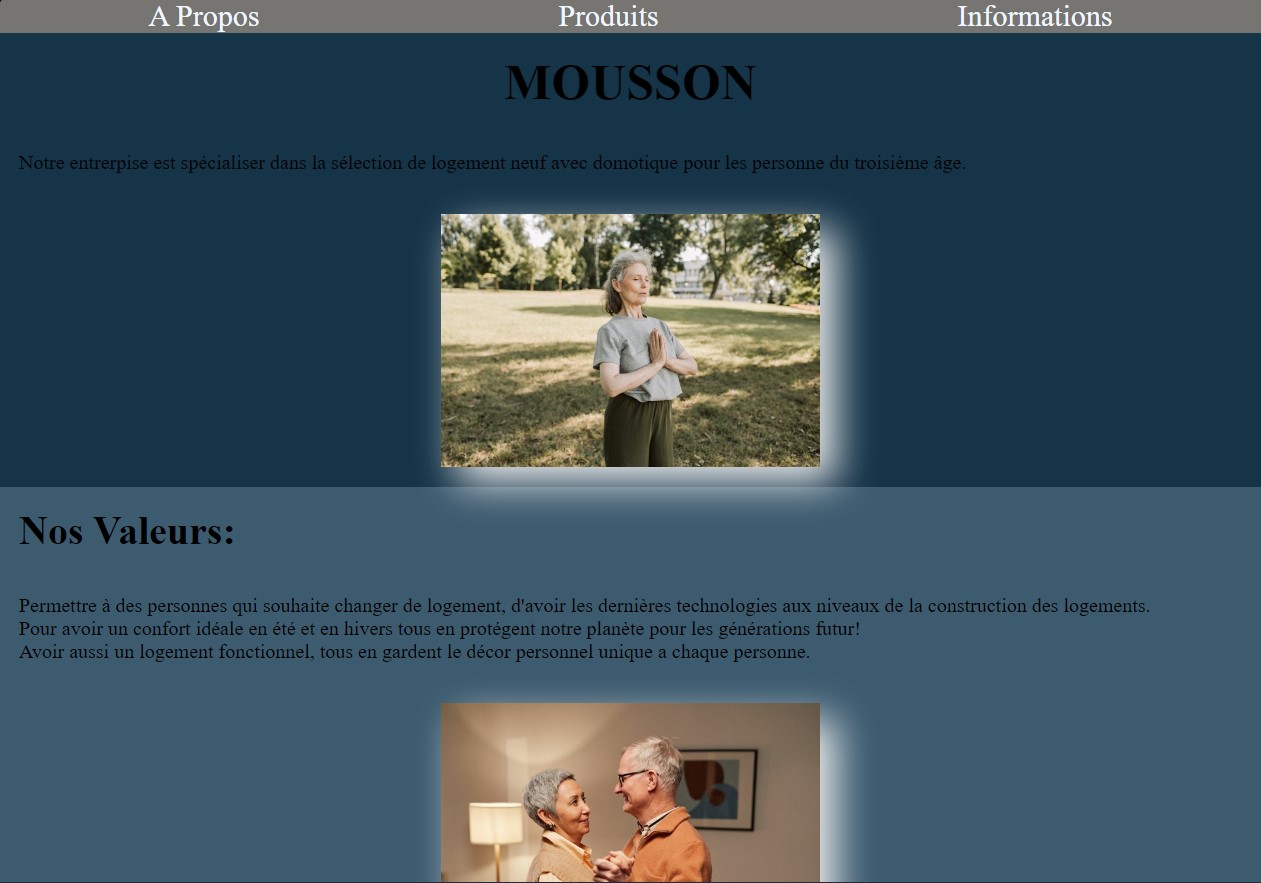 A Propos
Produits
Informations
MOUSSON
Notre entrerpise est spécialiser dans la sélection de logement neuf avec domotique pour les personne du troisième âge.
Nos Valeurs:
Permettre à des personnes qui souhaite changer de logement, d'avoir les dernières technologies aux niveaux de la construction des logements.
Pour avoir un confort idéale en été et en hivers tous en protégent notre planète pour les générations futur!
Avoir aussi un logement fonctionnel, tous en gardent le décor personnel unique a chaque personne.